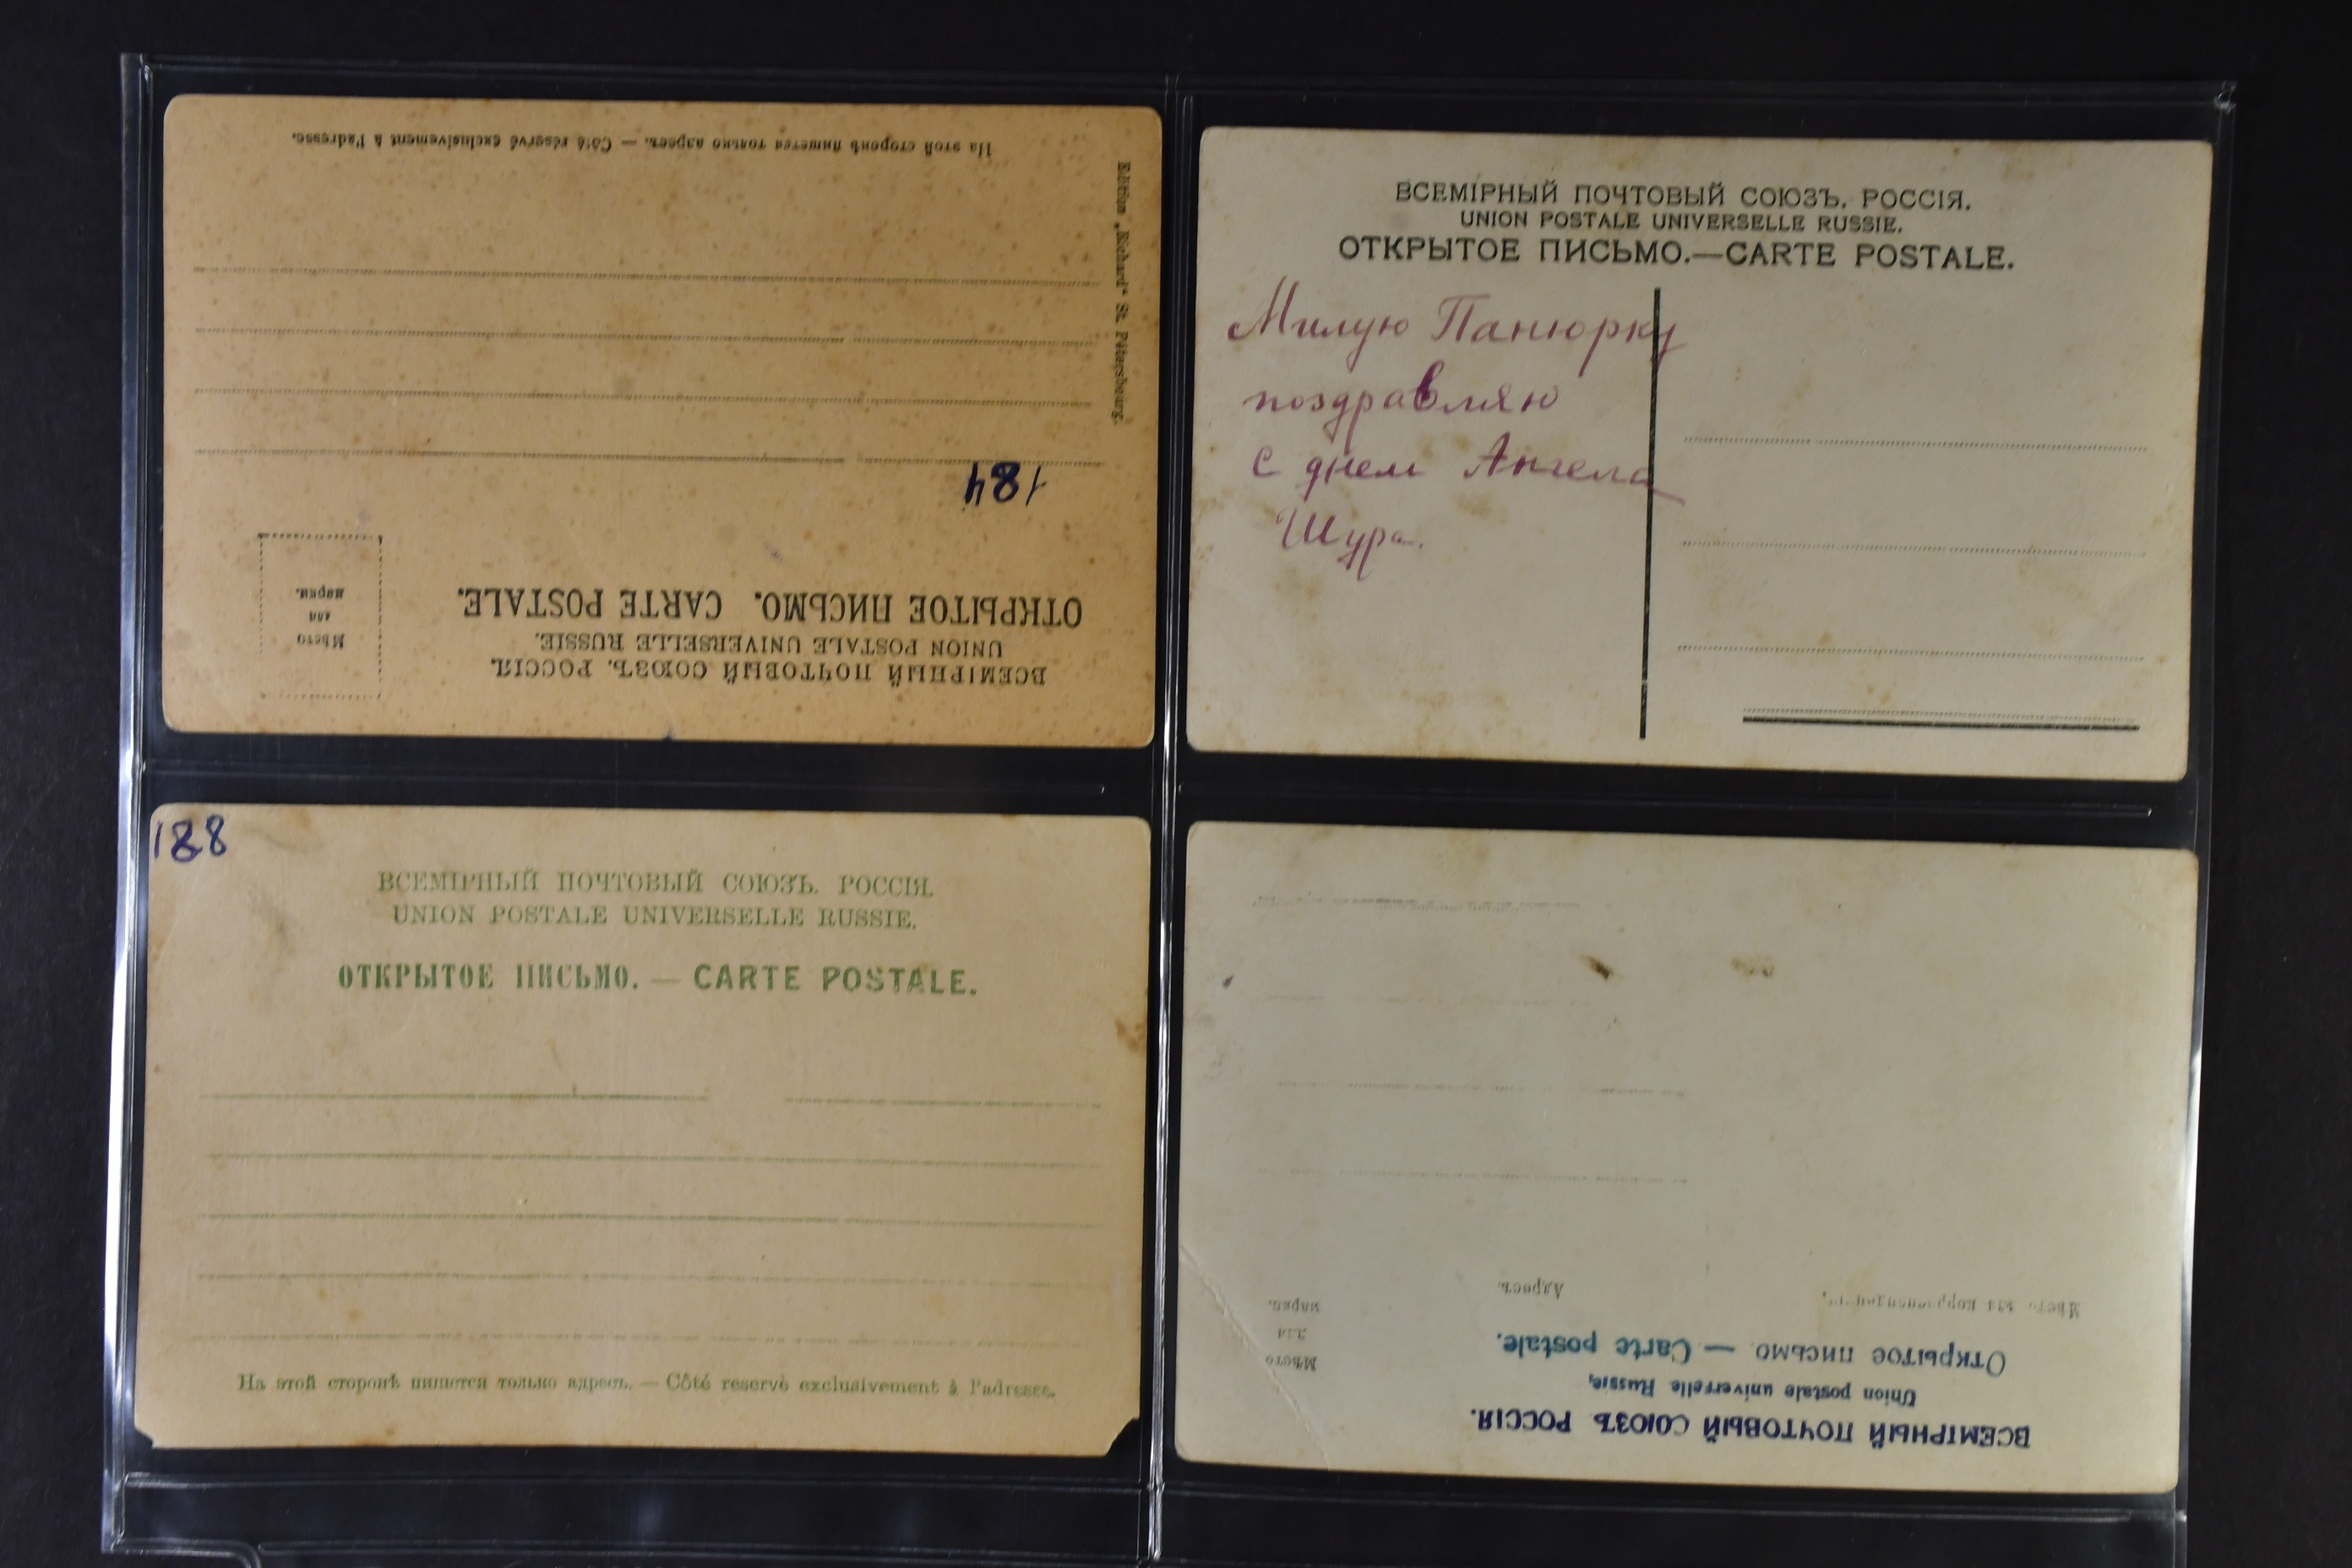 ВСЕМІРНЫЙ ПОЧТОВЫЙ СОЮЗЪ. РОССІЯ.
UNION POSTALE UNIVERSELLE RUSSIE.
ОТКРЫТОЕ ПИСЬМО. CARTE POSTALE.
Мѣсто
для
марки.
184
На этой сторонѣ пишется только адресъ. — Côté réservé exclusivement à l'adresse.
Edition „Richard“ St. Pétersbourg.
ВСЕМІРНЫЙ ПОЧТОВЫЙ СОЮЗЪ. РОССІЯ.
UNION POSTALE UNIVERSELLE RUSSIE.
ОТКРЫТОЕ ПИСЬМО.—CARTE POSTALE.
Милую Панюрку
поздравляю
с днем Ангела
Шура.
188
ВСЕМІРНЫЙ ПОЧТОВЫЙ СОЮЗЪ. РОССІЯ.
UNION POSTALE UNIVERSELLE RUSSIE.
ОТКРЫТОЕ ПИСЬМО. — CARTE POSTALE.
На этой сторонѣ пишется только адресъ. — Côté reservè exclusivement à l'adresse.
ВСЕМІРНЫЙ ПОЧТОВЫЙ СОЮЗЪ РОССІЯ.
Union postale universelle Russie,
Открытое письмо — Carte postale.
Мѣсто
для
марки.
Мѣсто для корреспонденціи.
Адресъ.